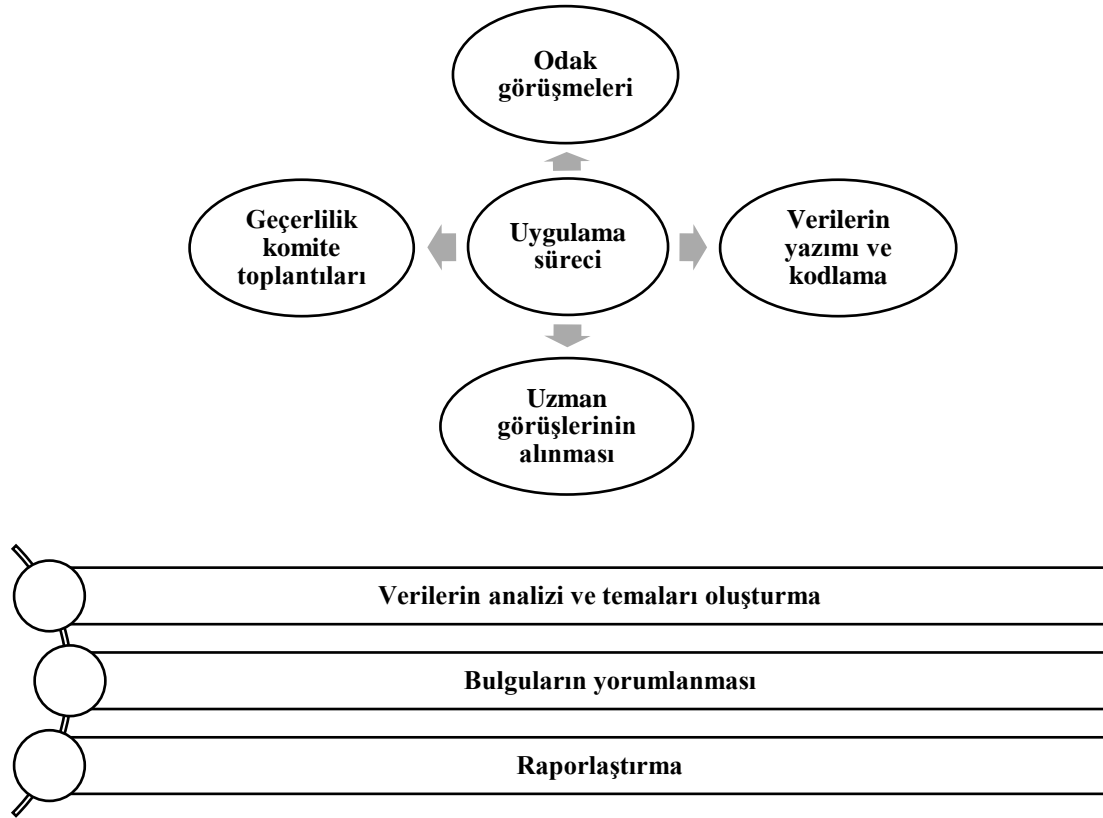 Odak
görüşmeleri
Geçerlilik
komite
toplantıları
Uygulama
süreci
Verilerin
yazımı ve
kodlama
Uzman
görüşlerinin
alınması
Verilerin analizi ve temaları oluşturma
Bulguların yorumlanması
Raporlaştırma